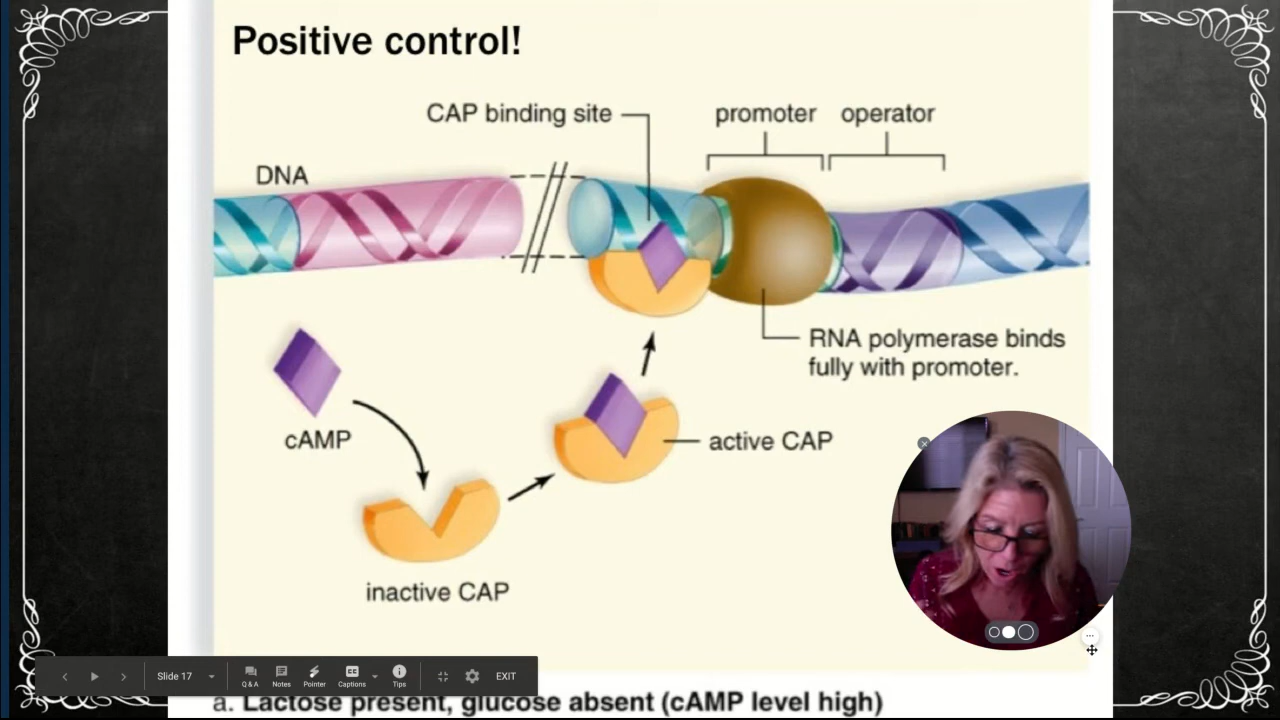 Positive control!
CAP binding site
promoter operator
DNA
RNA polymerase binds
fully with promoter.
cAMP
active CAP
inactive CAP
Slide 17
Q & A Notes Pointer Captions Tips
EXIT
a. Lactose present, glucose absent (cAMP level high)